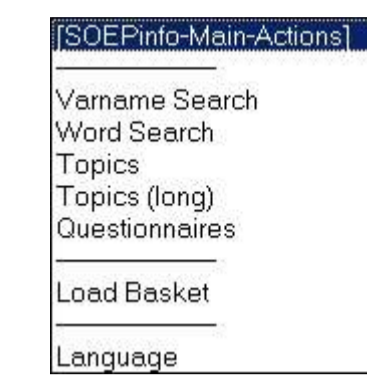 [SOEPinfo-Main-Actions]
Varname Search
Word Search
Topics
Topics (long)
Questionnaires
Load Basket
Language